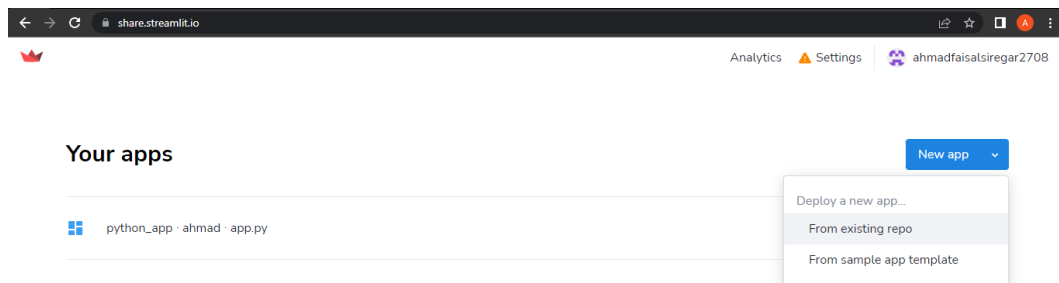 share.streamlit.io
A
Analytics
Settings
ahmadfaisalsiregar2708
Your apps
New app
Deploy a new app...
From existing repo
From sample app template
python_app · ahmad · app.py